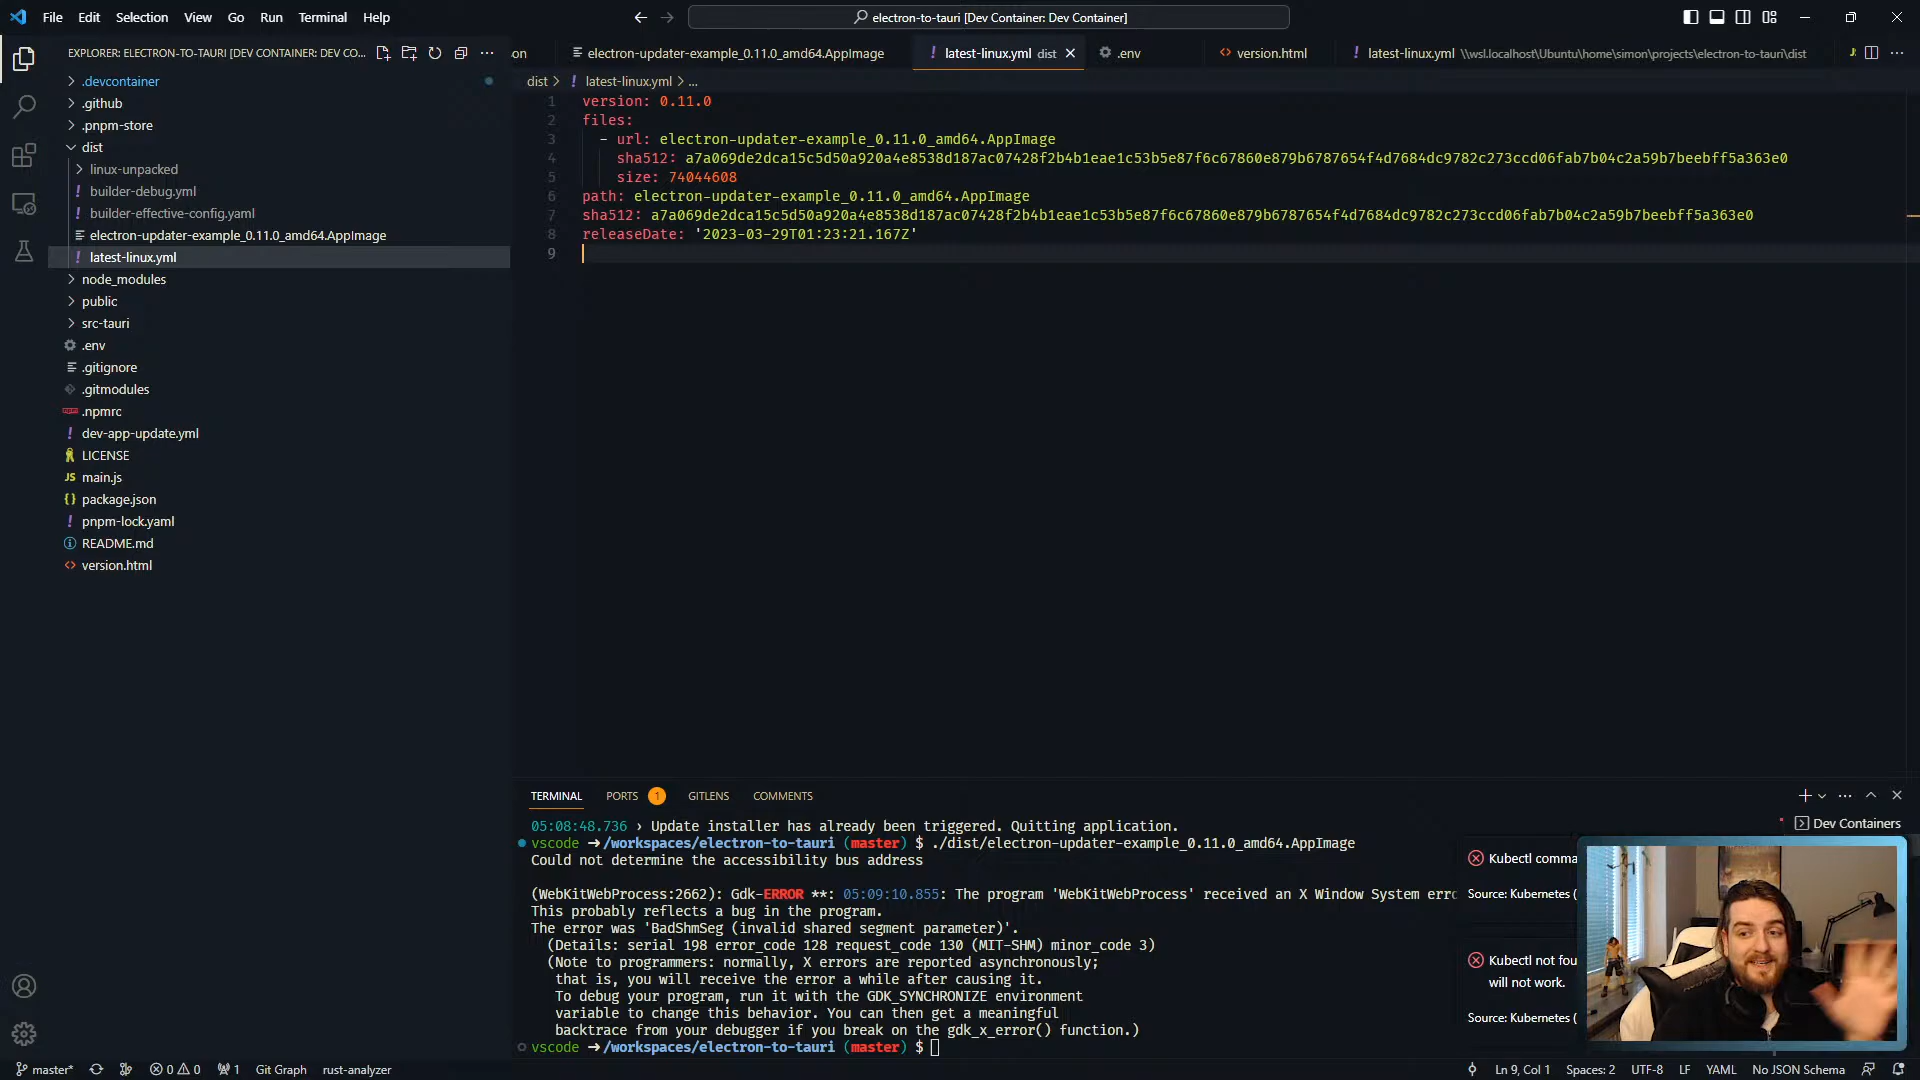 File Edit Selection View Go Run Terminal Help
electron-to-tauri [Dev Container: Dev Container]
EXPLORER: ELECTRON-TO-TAURI [DEV CONTAINER: DEV CO...
on electron-updater-example_0.11.0_amd64.AppImage ! latest-linux.yml dist .env <> version.html ! latest-linux.yml \\wsl.localhost\Ubuntu\home\simon\projects\electron-to-tauri\dist
dist > ! latest-linux.yml > ...
.devcontainer
.github
.pnpm-store
dist
linux-unpacked
! builder-debug.yml
! builder-effective-config.yaml
electron-updater-example_0.11.0_amd64.AppImage
! latest-linux.yml
node_modules
public
src-tauri
.env
.gitignore
.gitmodules
.npmrc
! dev-app-update.yml
LICENSE
JS main.js
{} package.json
! pnpm-lock.yaml
README.md
<> version.html
1 version: 0.11.0
2 files:
3 - url: electron-updater-example_0.11.0_amd64.AppImage
4 sha512: a7a069de2dca15c5d50a920a4e8538d187ac07428f2b4b1eae1c53b5e87f6c67860e879b6787654f4d7684dc9782c273ccd06fab7b04c2a59b7beebff5a363e0
5 size: 74044608
6 path: electron-updater-example_0.11.0_amd64.AppImage
7 sha512: a7a069de2dca15c5d50a920a4e8538d187ac07428f2b4b1eae1c53b5e87f6c67860e879b6787654f4d7684dc9782c273ccd06fab7b04c2a59b7beebff5a363e0
8 releaseDate: '2023-03-29T01:23:21.167Z'
9
TERMINAL PORTS 1 GITLENS COMMENTS
Dev Containers
05:08:48.736 › Update installer has already been triggered. Quitting application.
vscode ➜ /workspaces/electron-to-tauri (master) $ ./dist/electron-updater-example_0.11.0_amd64.AppImage
Could not determine the accessibility bus address
(WebKitWebProcess:2662): Gdk-ERROR **: 05:09:10.855: The program 'WebKitWebProcess' received an X Window System erro
This probably reflects a bug in the program.
The error was 'BadShmSeg (invalid shared segment parameter)'.
(Details: serial 198 error_code 128 request_code 130 (MIT-SHM) minor_code 3)
(Note to programmers: normally, X errors are reported asynchronously;
that is, you will receive the error a while after causing it.
To debug your program, run it with the GDK_SYNCHRONIZE environment
variable to change this behavior. You can then get a meaningful
backtrace from your debugger if you break on the gdk_x_error() function.)
vscode ➜ /workspaces/electron-to-tauri (master) $
Kubectl comma
Source: Kubernetes (
Kubectl not fou
will not work.
Source: Kubernetes (
master* 0 0 1 Git Graph rust-analyzer
Ln 9, Col 1 Spaces: 2 UTF-8 LF YAML No JSON Schema